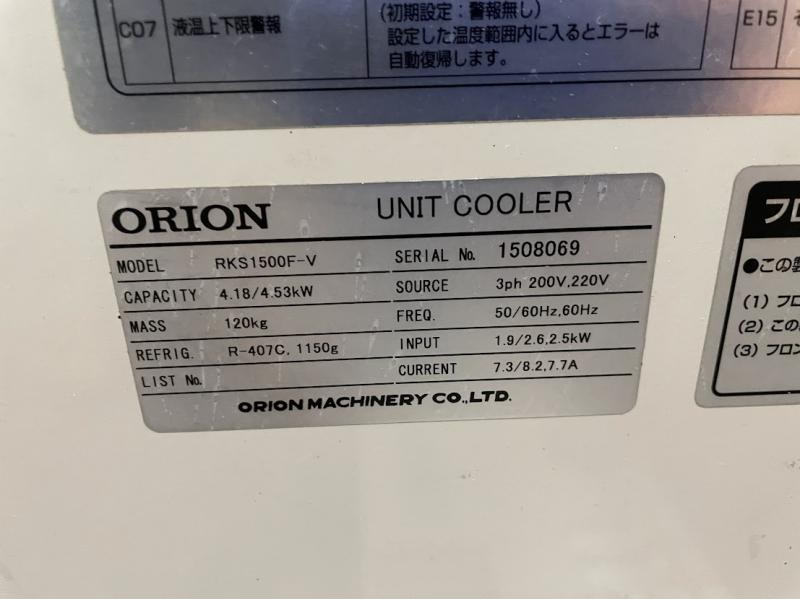 C07 液温上下限警報
(初期設定：警報無し)
設定した温度範囲内に入るとエラーは
自動復帰します。
E15
ORION UNIT COOLER
MODEL RKS1500F-V
CAPACITY 4.18/4.53kW
MASS 120kg
REFRIG. R-407C, 1150g
LIST No.
SERIAL No. 1508069
SOURCE 3ph 200V,220V
FREQ. 50/60Hz,60Hz
INPUT 1.9/2.6,2.5kW
CURRENT 7.3/8.2,7.7A
ORION MACHINERY CO.,LTD.
フロ
●この製
(1) フロ
(2) この
(3) フロン